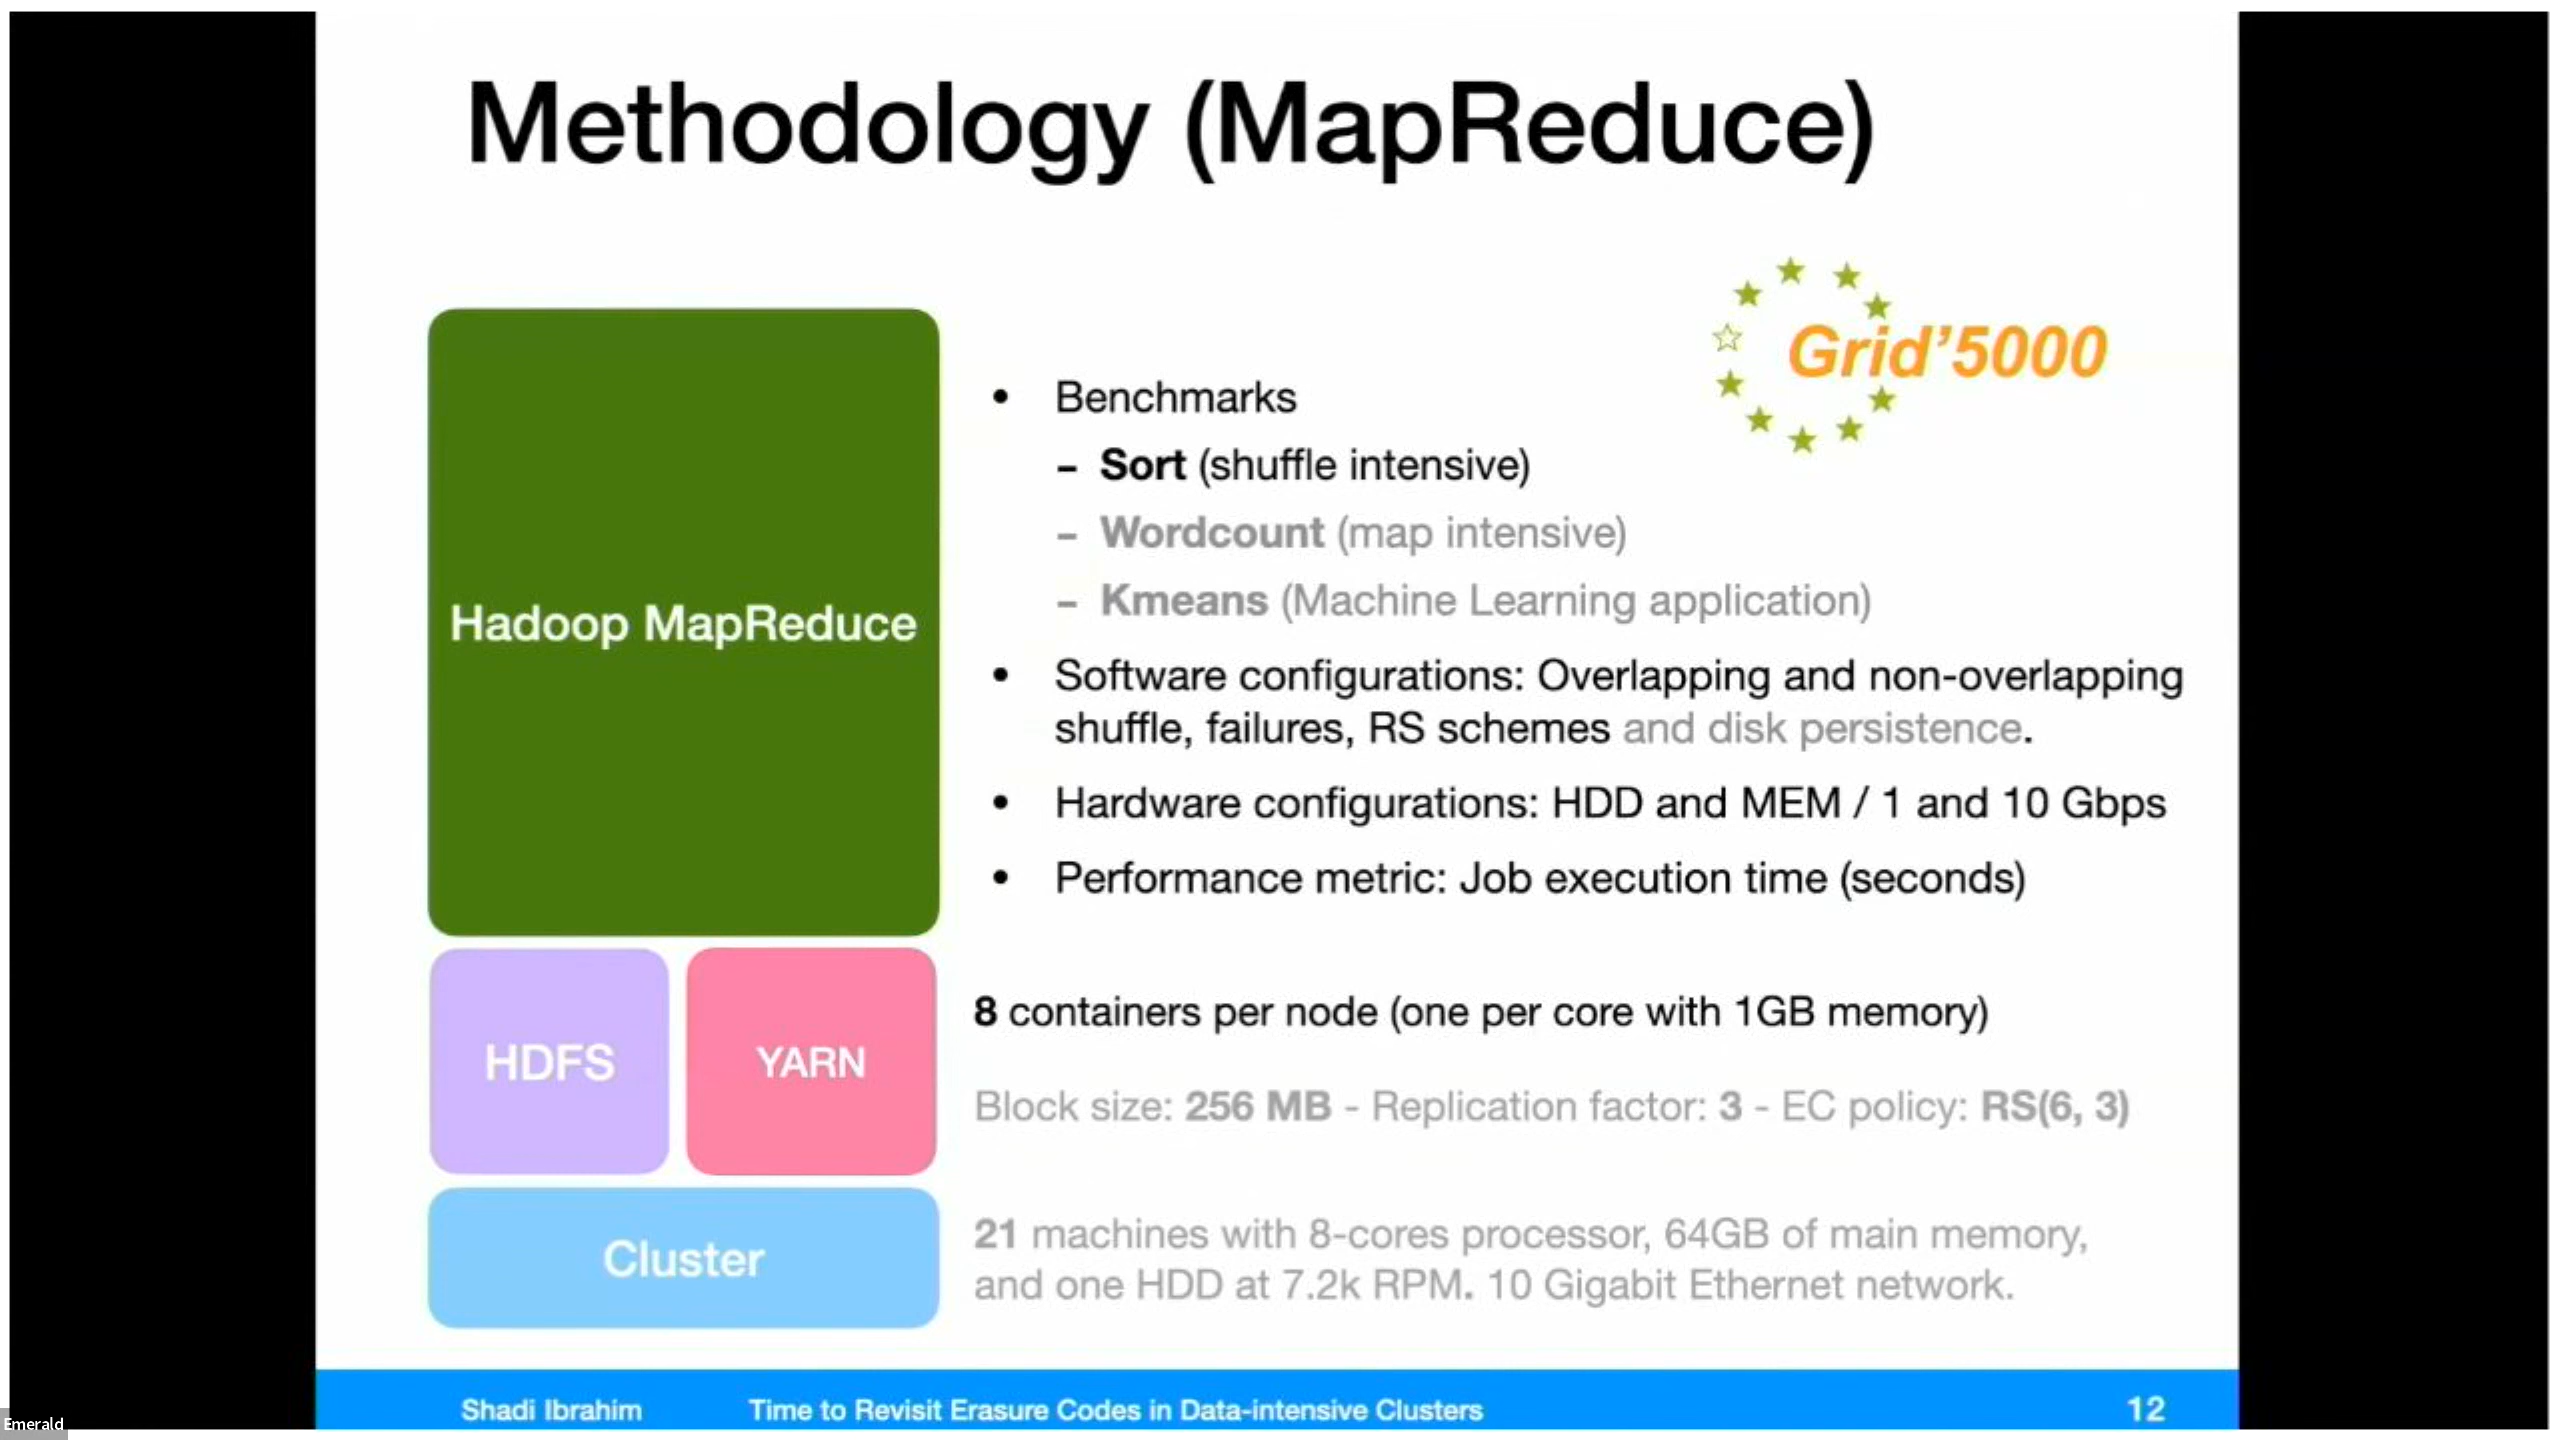 Methodology (MapReduce)
Grid'5000
Hadoop MapReduce
• Benchmarks
– Sort (shuffle intensive)
– Wordcount (map intensive)
– Kmeans (Machine Learning application)
• Software configurations: Overlapping and non-overlapping
shuffle, failures, RS schemes and disk persistence.
• Hardware configurations: HDD and MEM / 1 and 10 Gbps
• Performance metric: Job execution time (seconds)
HDFS
YARN
8 containers per node (one per core with 1GB memory)
Block size: 256 MB - Replication factor: 3 - EC policy: RS(6, 3)
Cluster
21 machines with 8-cores processor, 64GB of main memory,
and one HDD at 7.2k RPM. 10 Gigabit Ethernet network.
Shadi Ibrahim
Time to Revisit Erasure Codes in Data-intensive Clusters
12
Emerald